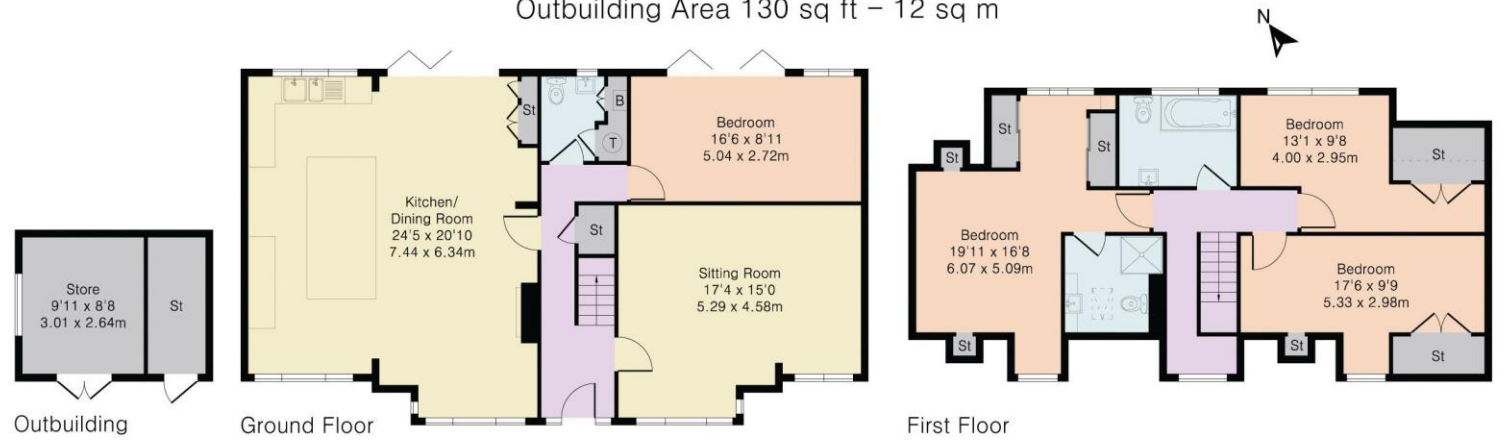 Outbuilding Area 130 sq ft – 12 sq m
N
Store
9'11 x 8'8
3.01 x 2.64m
St
Outbuilding
Kitchen/
Dining Room
24'5 x 20'10
7.44 x 6.34m
St
B
T
Bedroom
16'6 x 8'11
5.04 x 2.72m
St
Sitting Room
17'4 x 15'0
5.29 x 4.58m
Ground Floor
St
St
St
Bedroom
19'11 x 16'8
6.07 x 5.09m
Bedroom
13'1 x 9'8
4.00 x 2.95m
St
Bedroom
17'6 x 9'9
5.33 x 2.98m
St
St
St
First Floor